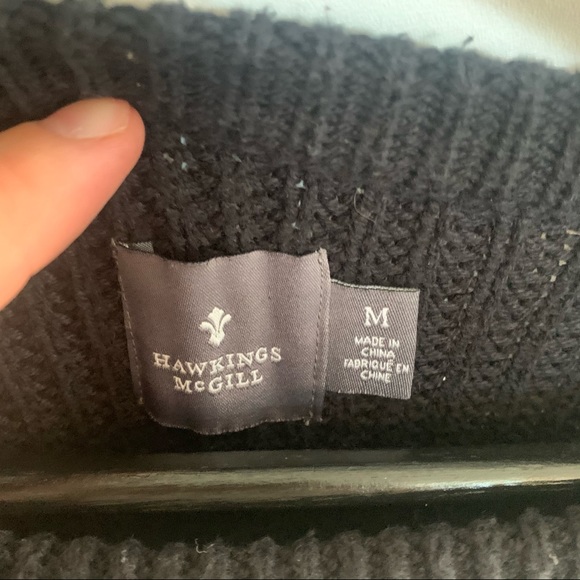 HAWKINGS
McGILL
M
MADE IN
CHINA
FABRIQUÉ EN
CHINE